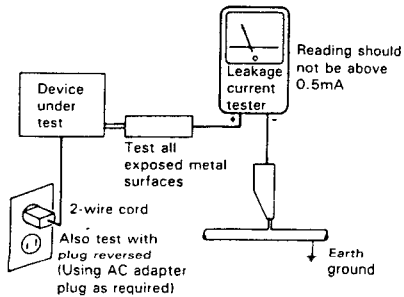 Device
under
test
Leakage
current
tester
+
-
Reading should
not be above
0.5mA
Test all
exposed metal
surfaces
2-wire cord
Also test with
plug reversed
(Using AC adapter
plug as required)
Earth
ground